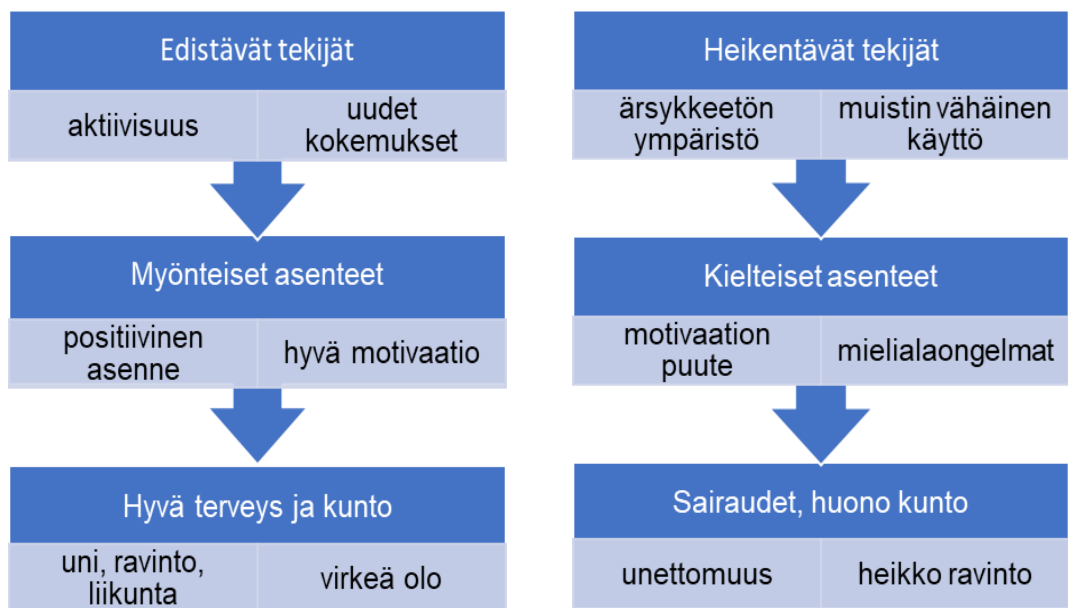 Edistävät tekijät
aktiivisuus
uudet
kokemukset
Myönteiset asenteet
positiivinen
asenne
hyvä motivaatio
Hyvä terveys ja kunto
uni, ravinto,
liikunta
virkeä olo
Heikentävät tekijät
ärsykkeetön
ympäristö
muistin vähäinen
käyttö
Kielteiset asenteet
motivaation
puute
mielialaongelmat
Sairaudet, huono kunto
unettomuus
heikko ravinto